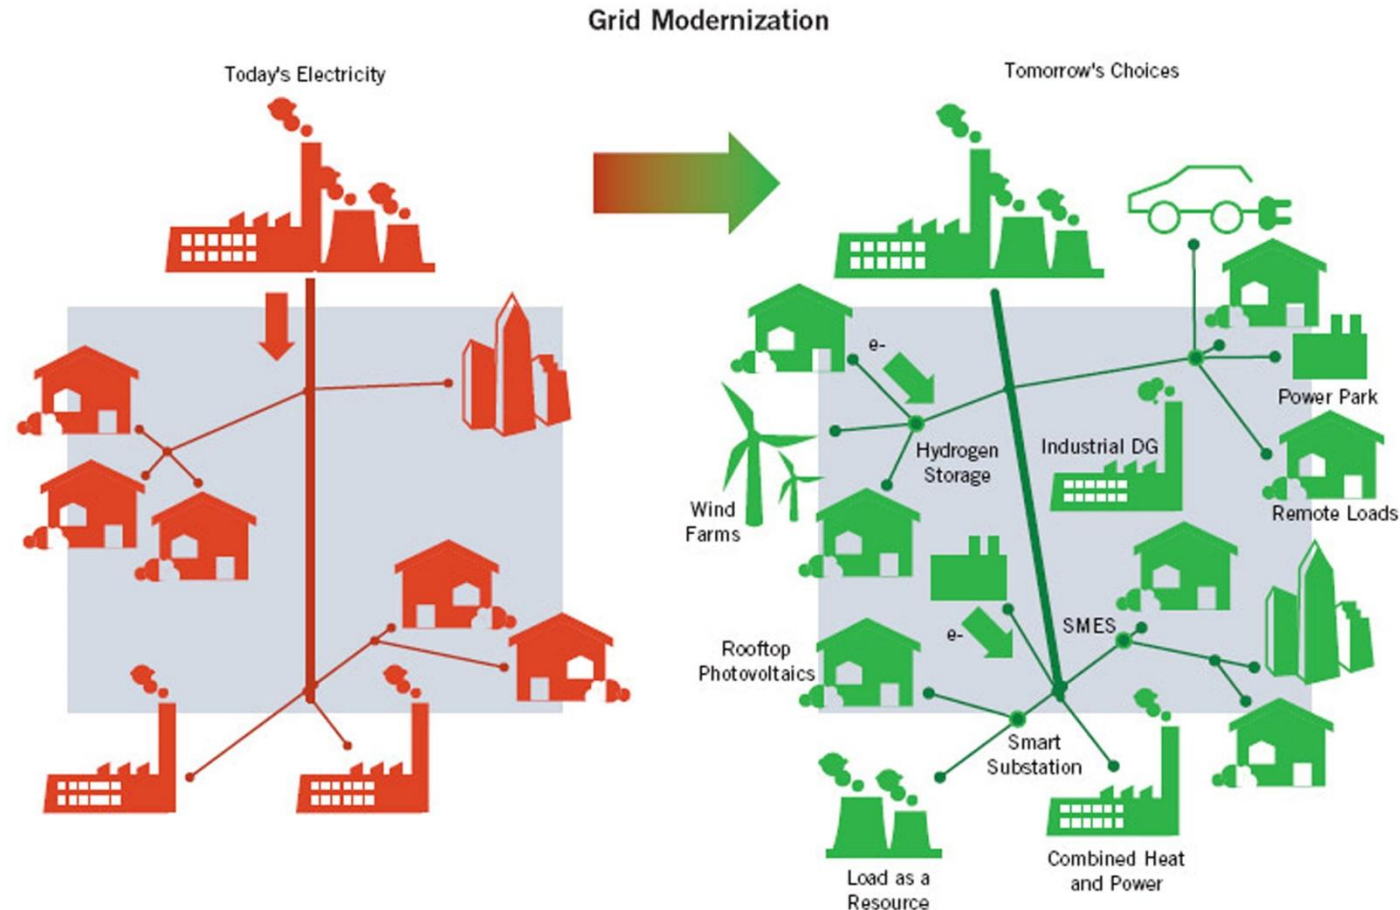 Grid Modernization
Today's Electricity
Tomorrow's Choices
e-
Power Park
Hydrogen
Storage
Industrial DG
Wind
Farms
Remote Loads
e-
SMES
Rooftop
Photovoltaics
Smart
Substation
Load as a
Resource
Combined Heat
and Power